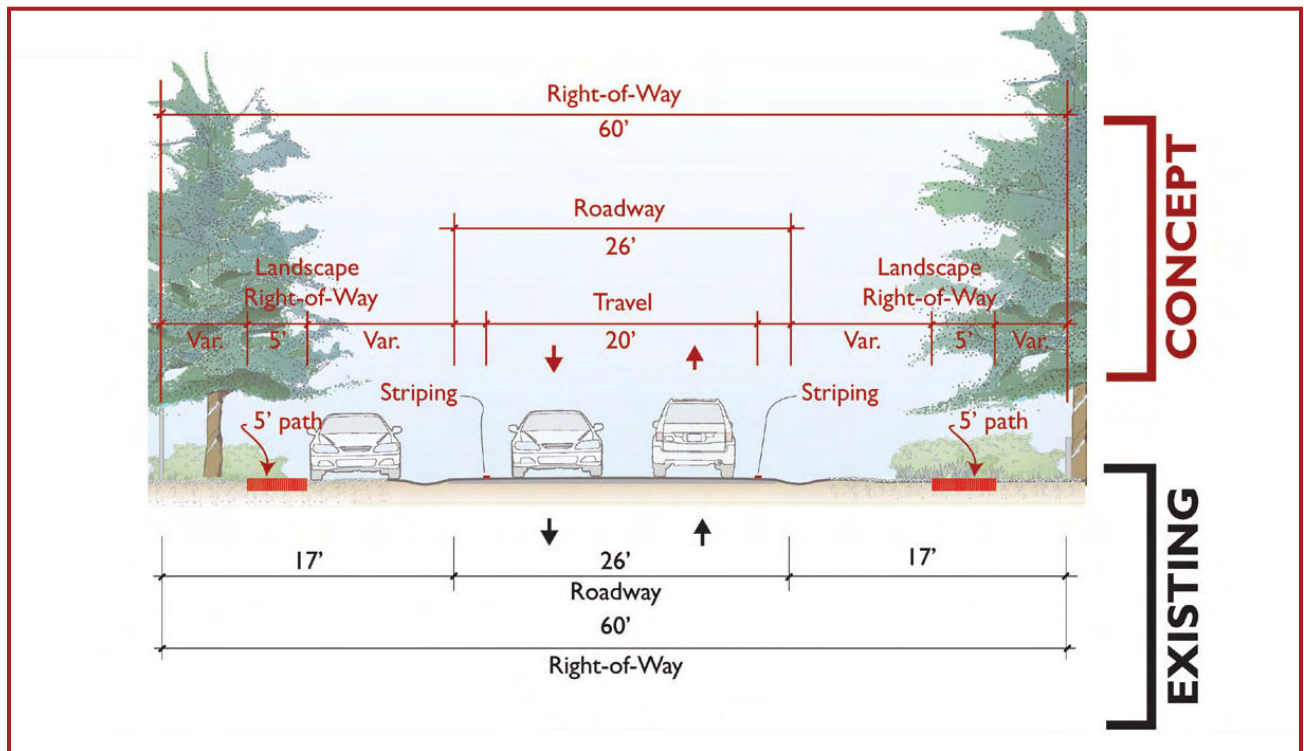 Right-of-Way
60’
Roadway
26’
Landscape
Right-of-Way
Landscape
Right-of-Way
Travel
Var.
5’
Var.
20’
Var.
5’
Var.
Striping
Striping
5’ path
5’ path
CONCEPT
17’
26’
17’
Roadway
60’
Right-of-Way
EXISTING